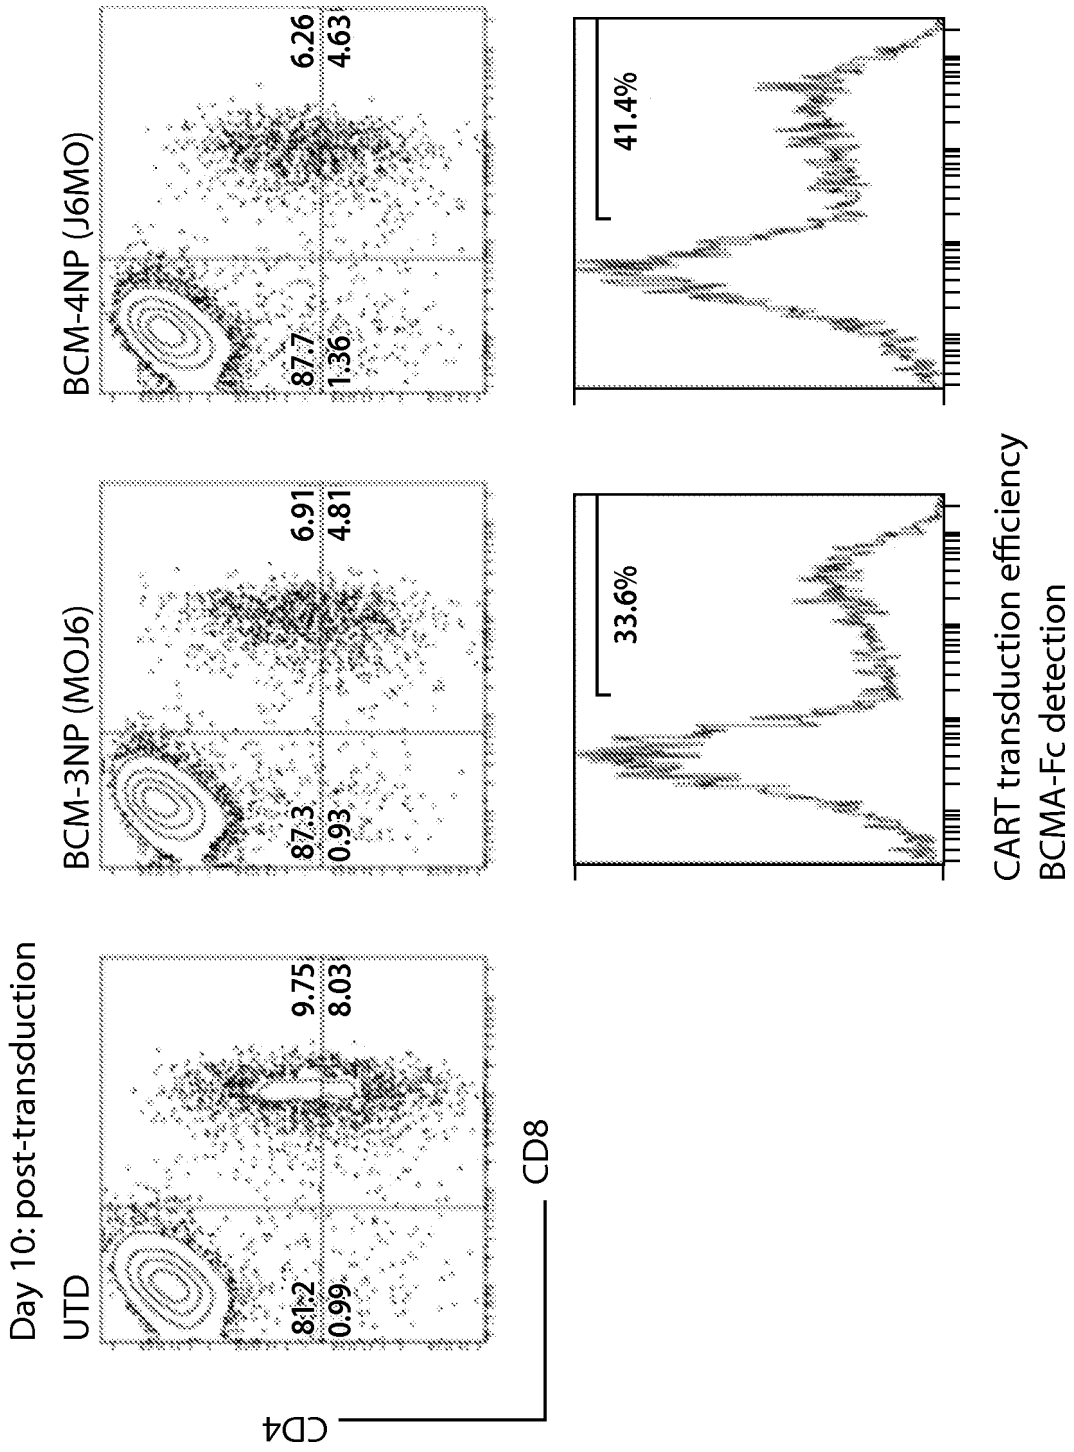 Day 10: post-transduction
UTD
BCM-3NP (MOJ6)
BCM-4NP (J6MO)
81.2
9.75
0.99
8.03
87.3
6.91
0.93
4.81
87.7
6.26
1.36
4.63
CD4
CD8
33.6%
41.4%
CART transduction efficiency
BCMA-Fc detection